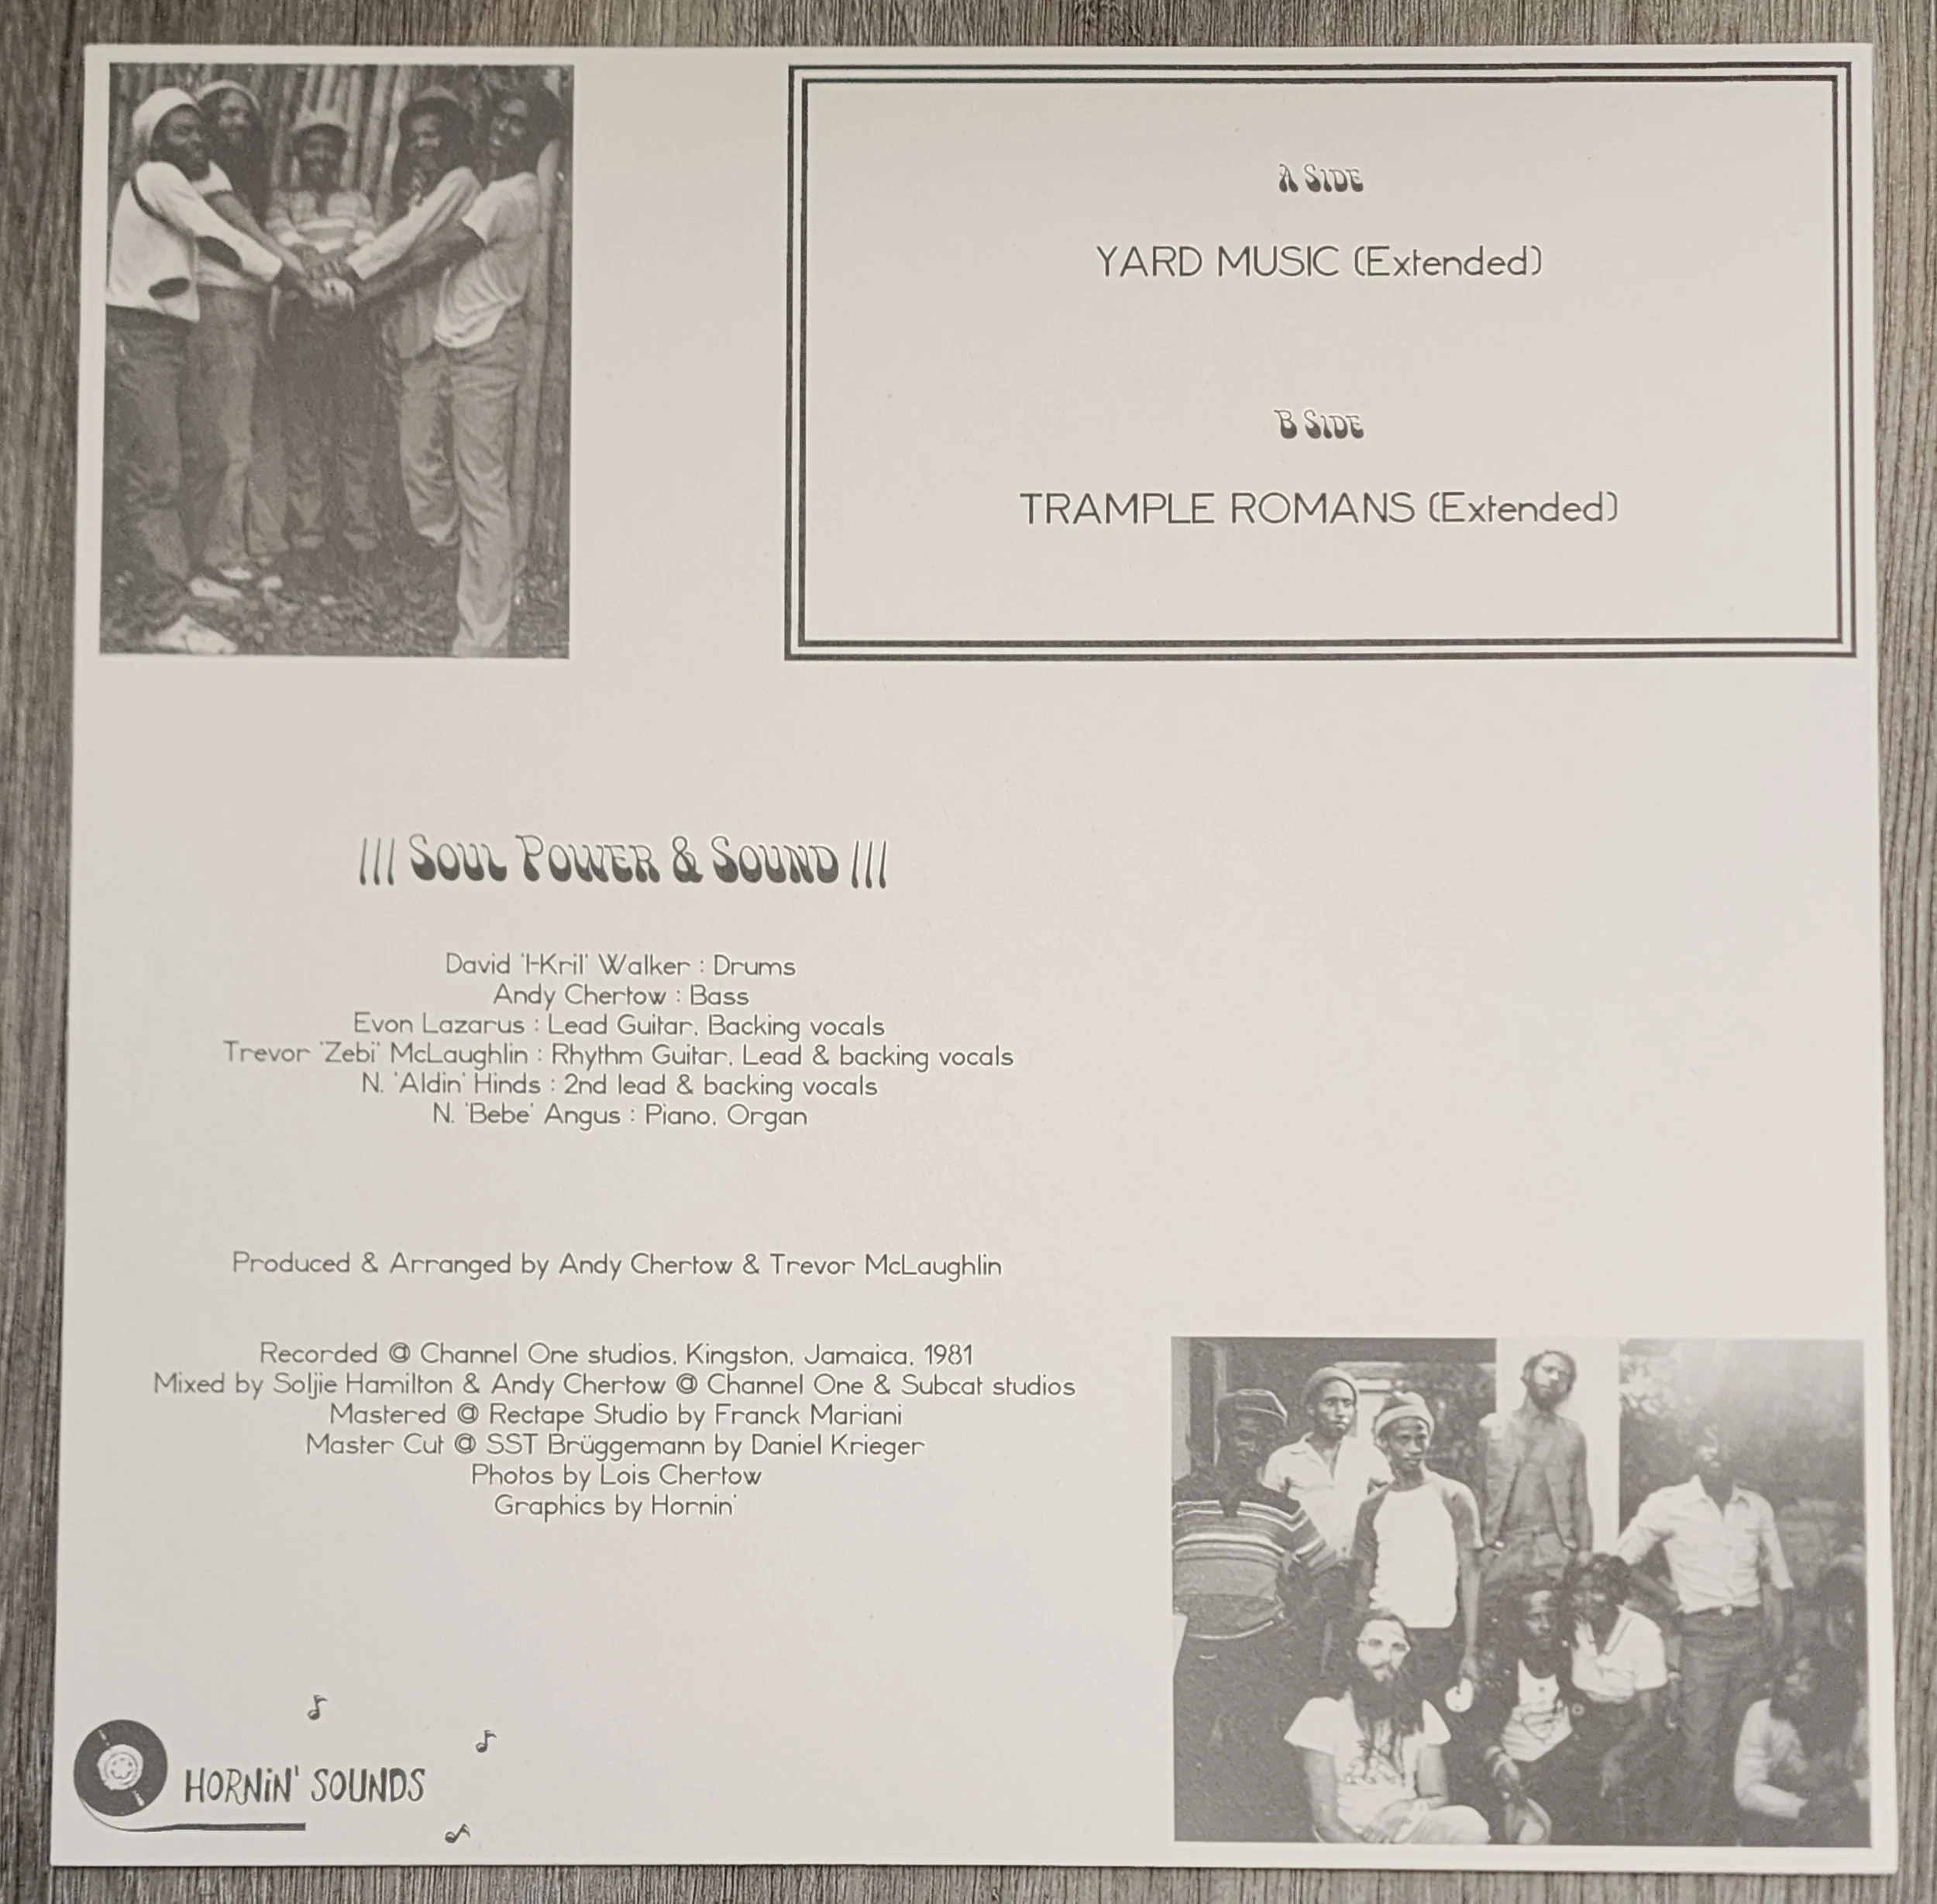 A SIDE
YARD MUSIC (Extended)
B SIDE
TRAMPLE ROMANS (Extended)
/// SOUL POWER & SOUND ///
David 'I-Kril' Walker : Drums
Andy Chertow : Bass
Evon Lazarus : Lead Guitar, Backing vocals
Trevor 'Zebi' McLaughlin : Rhythm Guitar, Lead & backing vocals
N. 'Aldin' Hinds : 2nd lead & backing vocals
N. 'Bebe' Angus : Piano, Organ
Produced & Arranged by Andy Chertow & Trevor McLaughlin
Recorded @ Channel One studios, Kingston, Jamaica, 1981
Mixed by Soljie Hamilton & Andy Chertow @ Channel One & Subcat studios
Mastered @ Rectape Studio by Franck Mariani
Master Cut @ SST Brüggemann by Daniel Krieger
Photos by Lois Chertow
Graphics by Hornin'
HORNiN' SOUNDS